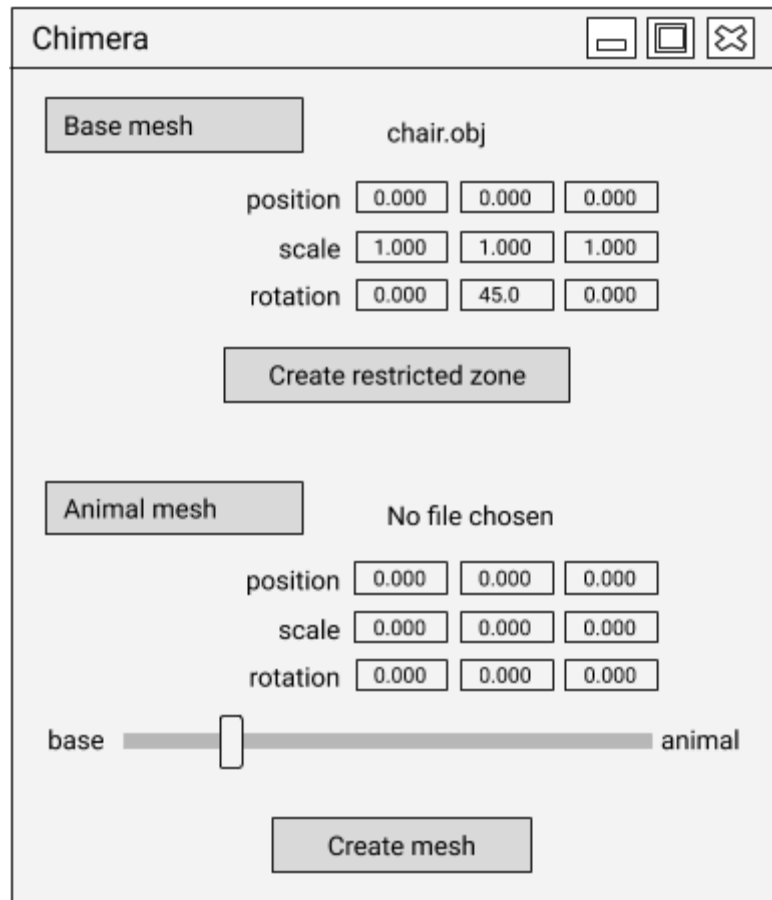 Chimera
Base mesh chair.obj
position 0.000 0.000 0.000
scale 1.000 1.000 1.000
rotation 0.000 45.0 0.000
Create restricted zone
Animal mesh No file chosen
position 0.000 0.000 0.000
scale 0.000 0.000 0.000
rotation 0.000 0.000 0.000
base animal
Create mesh